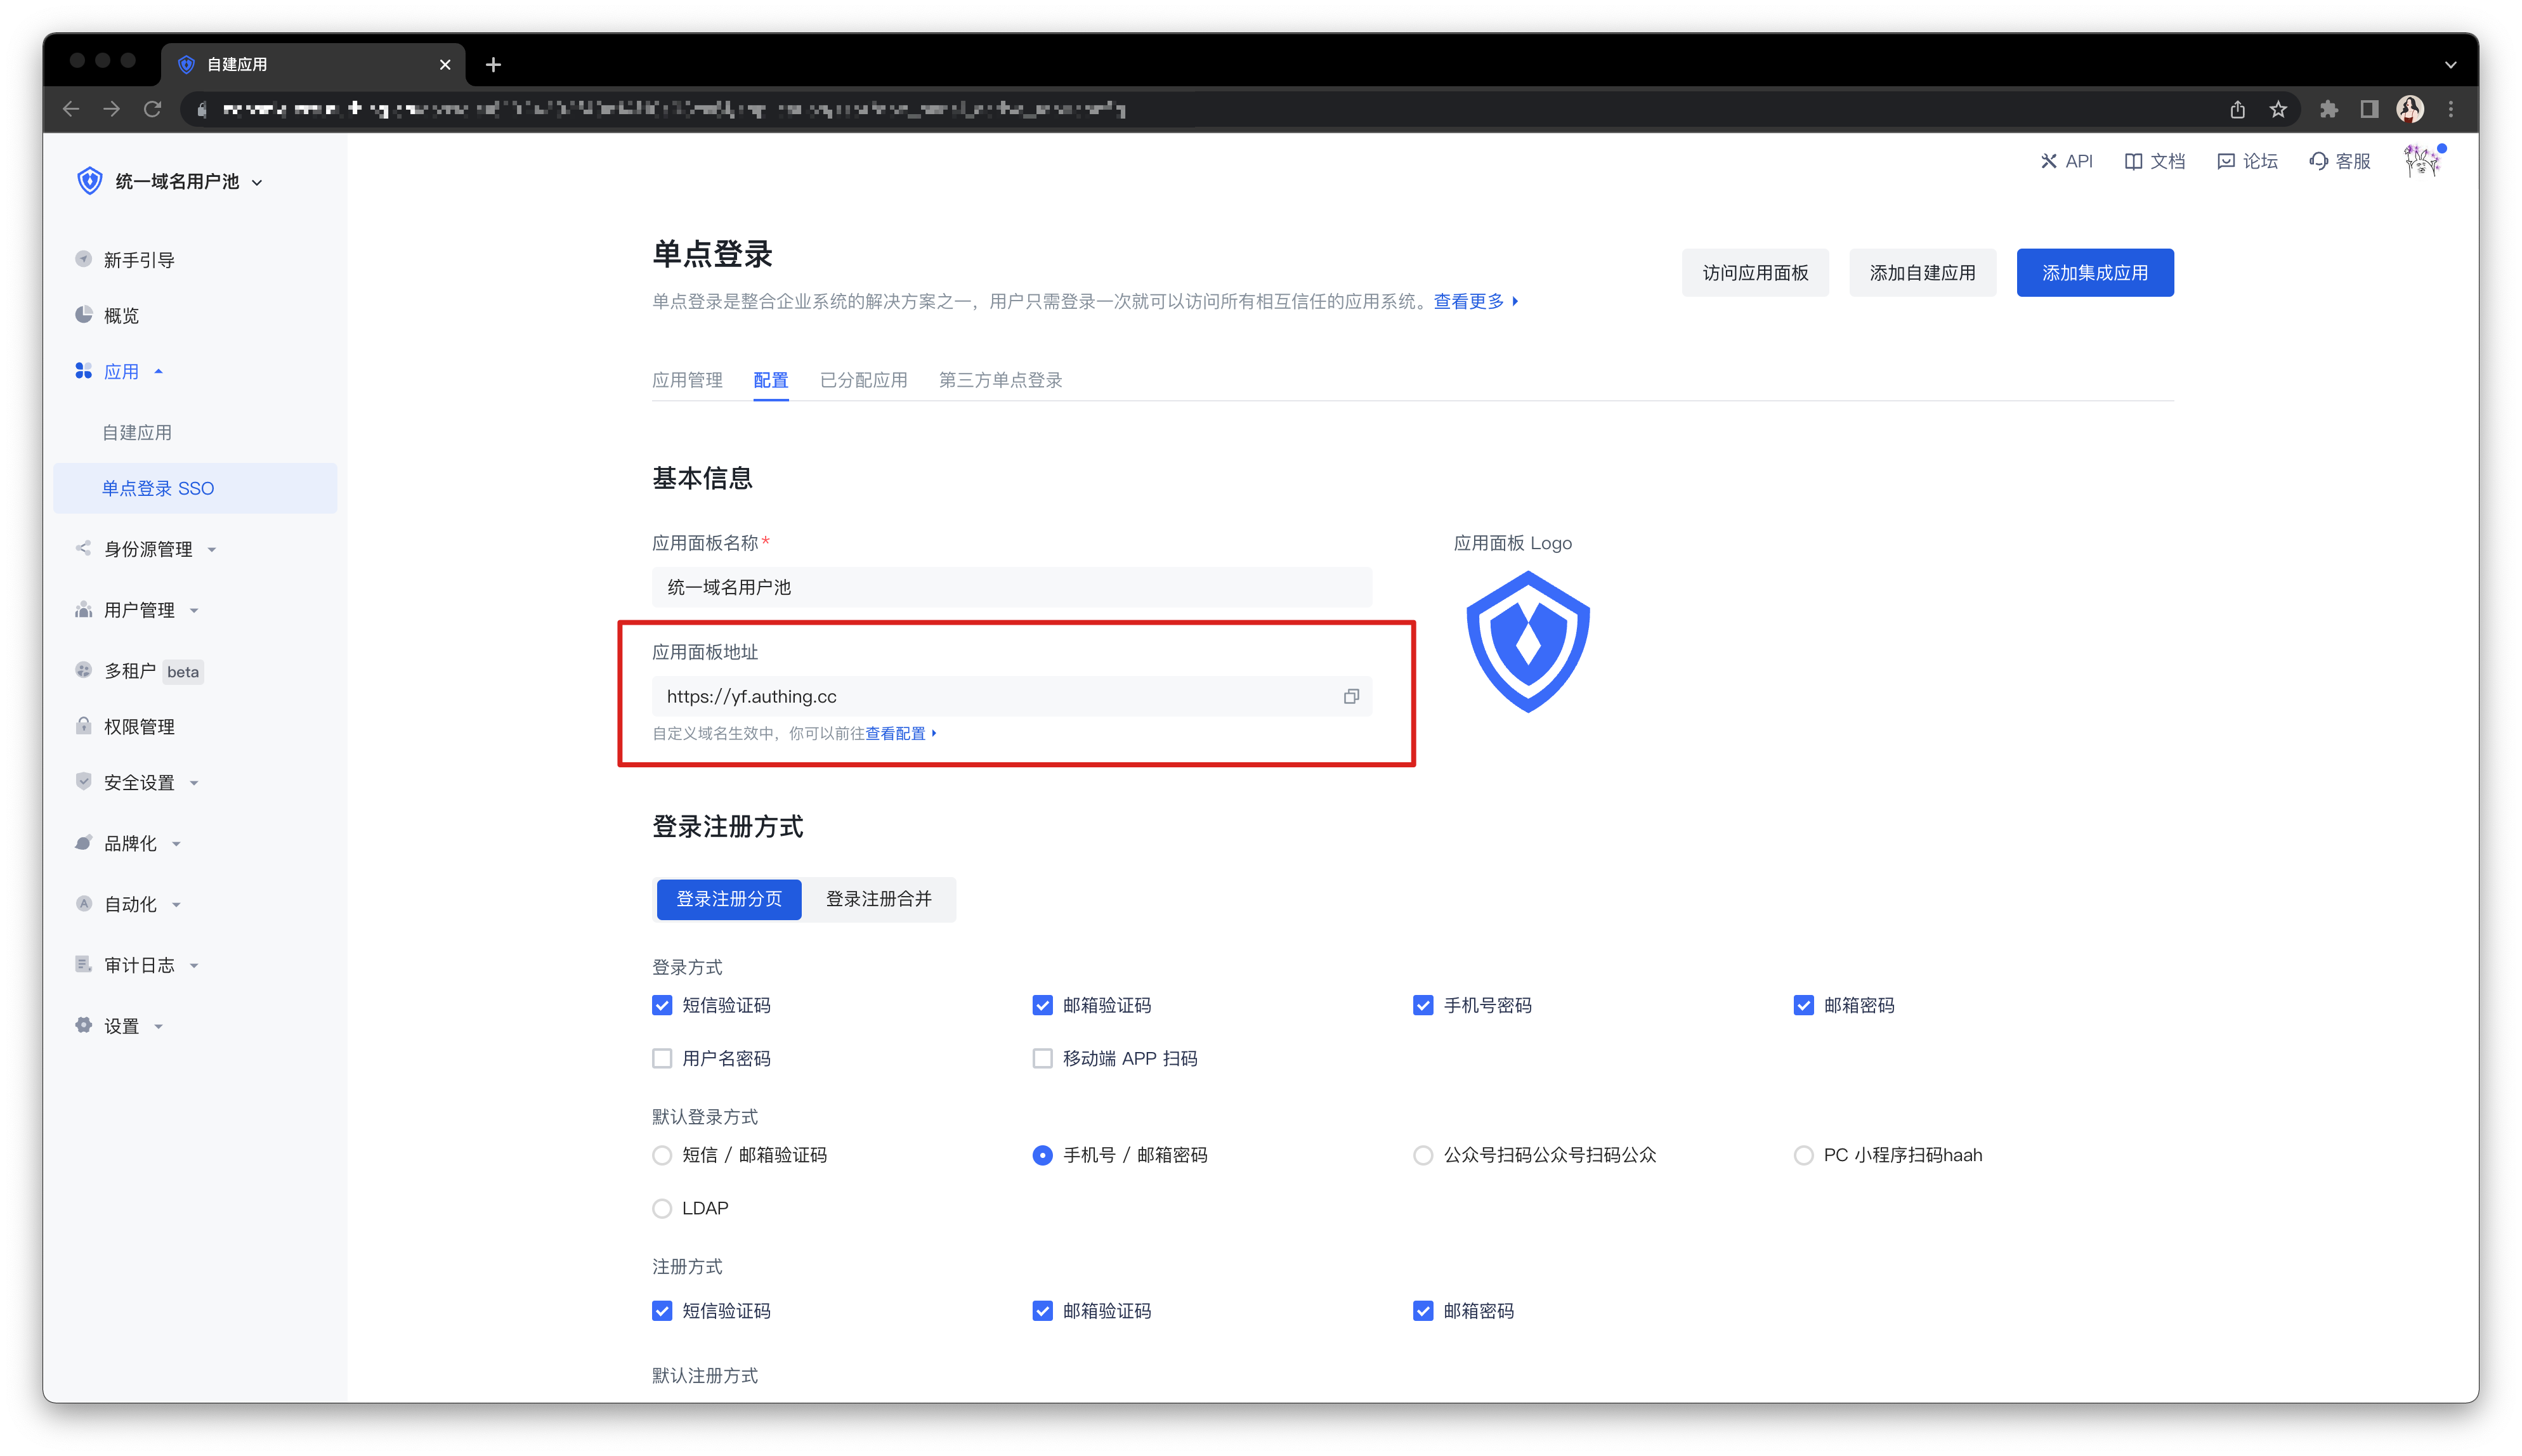 自建应用
统一域名用户池
API 文档 论坛 客服
新手引导
概览
应用
自建应用
单点登录 SSO
身份源管理
用户管理
多租户 beta
权限管理
安全设置
品牌化
自动化
审计日志
设置
单点登录
单点登录是整合企业系统的解决方案之一，用户只需登录一次就可以访问所有相互信任的应用系统。查看更多
访问应用面板 添加自建应用 添加集成应用
应用管理 配置 已分配应用 第三方单点登录
基本信息
应用面板名称*
统一域名用户池
应用面板 Logo
应用面板地址
https://yf.authing.cc
自定义域名生效中，你可以前往查看配置
登录注册方式
登录注册分页 登录注册合并
登录方式
短信验证码 邮箱验证码 手机号密码 邮箱密码
用户名密码 移动端 APP 扫码
默认登录方式
短信 / 邮箱验证码 手机号 / 邮箱密码 公众号扫码公众号扫码公众 PC 小程序扫码haah
LDAP
注册方式
短信验证码 邮箱验证码 邮箱密码
默认注册方式